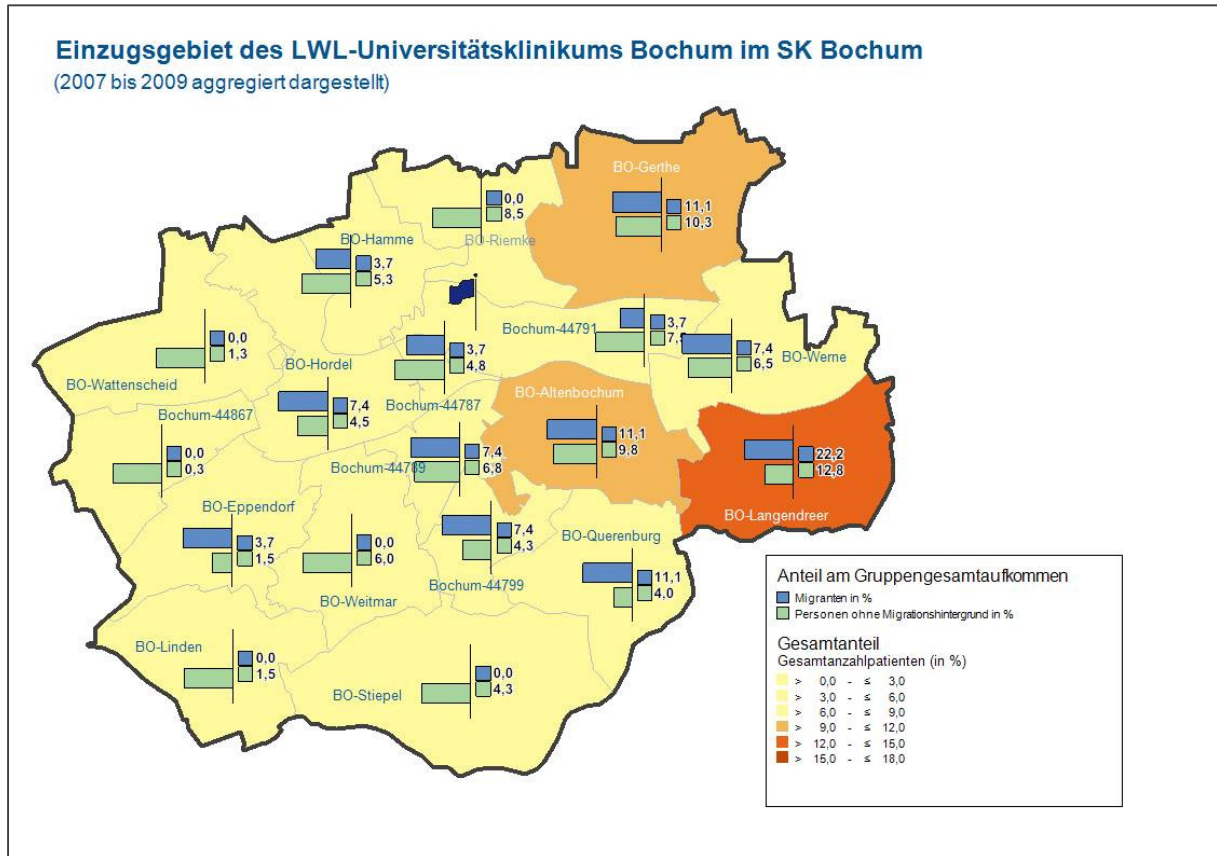 Einzugsgebiet des LWL-Universitätsklinikums Bochum im SK Bochum
(2007 bis 2009 aggregiert dargestellt)
BO-Gerthe
11,1
10,3
0,0
8,5
BO-Riemke
BO-Hamme
3,7
5,3
Bochum-44791
3,7
7,5
7,4
6,5
BO-Werne
0,0
1,3
BO-Wattenscheid
BO-Hordel
7,4
4,5
3,7
4,8
Bochum-44787
BO-Altenbochum
11,1
9,8
Bochum-44867
0,0
0,3
Bochum-44789
7,4
6,8
22,2
12,8
BO-Langendreer
BO-Eppendorf
3,7
1,5
0,0
6,0
BO-Weitmar
7,4
4,3
Bochum-44799
BO-Querenburg
11,1
4,0
BO-Linden
0,0
1,5
BO-Stiepel
0,0
4,3
Anteil am Gruppengesamtaufkommen
Migranten in %
Personen ohne Migrationshintergrund in %
Gesamtanteil
Gesamtanzahlpatienten (in %)
> 0,0 - ≤ 3,0
> 3,0 - ≤ 6,0
> 6,0 - ≤ 9,0
> 9,0 - ≤ 12,0
> 12,0 - ≤ 15,0
> 15,0 - ≤ 18,0